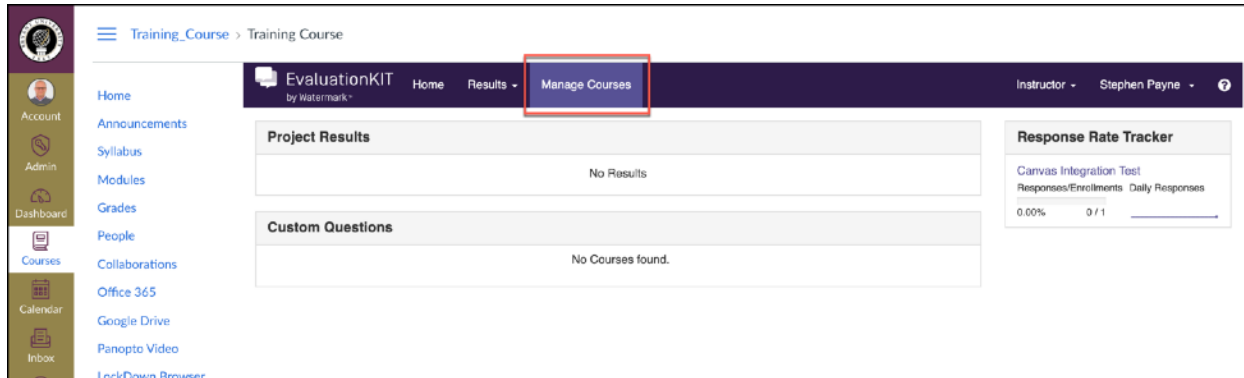 Training_Course > Training Course
Account
Admin
Dashboard
Courses
Calendar
Inbox
Home
Announcements
Syllabus
Modules
Grades
People
Collaborations
Office 365
Google Drive
Panopto Video
LockDown Browser
EvaluationKIT
by Watermark™
Home Results Manage Courses Instructor Stephen Payne ?
Project Results
No Results
Custom Questions
No Courses found.
Response Rate Tracker
Canvas Integration Test
Responses/Enrollments Daily Responses
0.00% 0 / 1